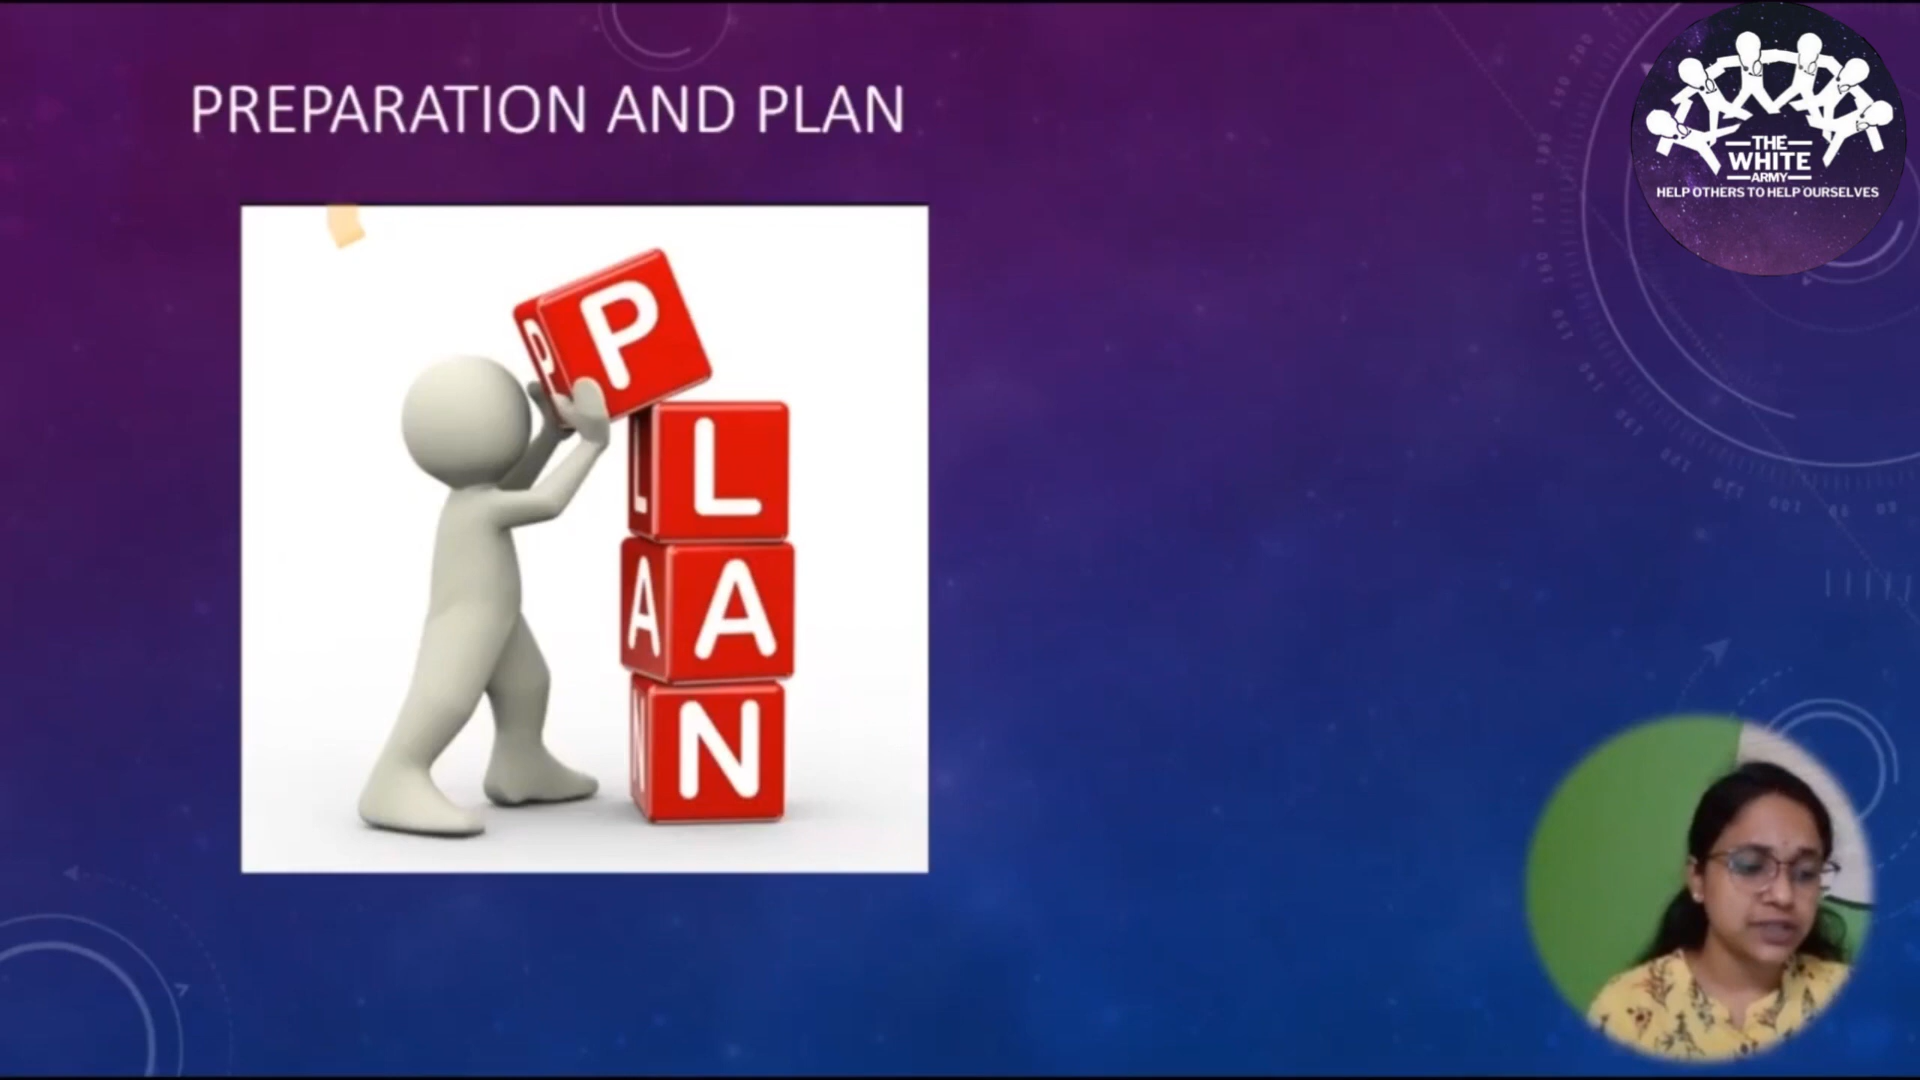 PREPARATION AND PLAN
THE
WHITE
ARMY
HELP OTHERS TO HELP OURSELVES
P P
L L
A A
N N